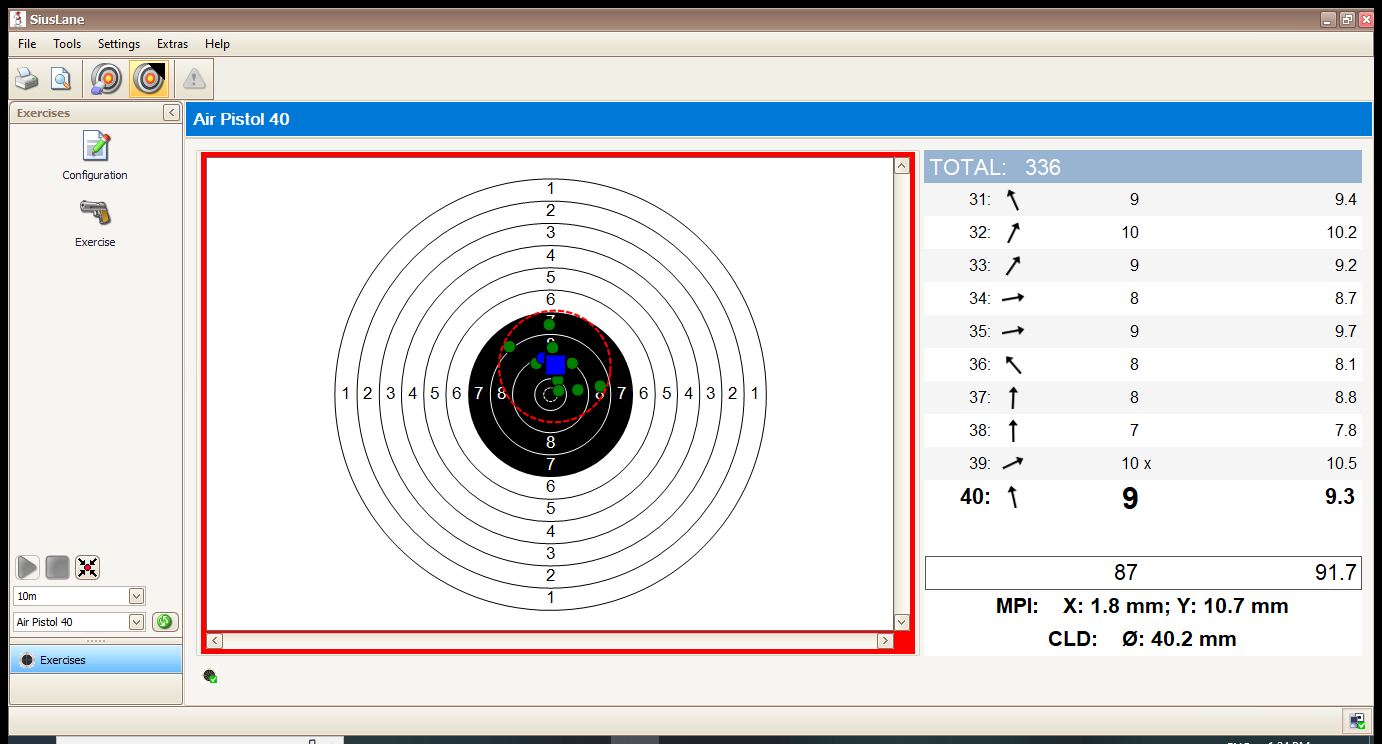 SiusLane
File Tools Settings Extras Help
Exercises
Air Pistol 40
Configuration
Exercise
10m
Air Pistol 40
Exercises
1
2
3
4
5
6
7
8
1 2 3 4 5 6 7 8 8 7 6 5 4 3 2 1
8
7
6
5
4
3
2
1
TOTAL: 336
31: 9 9.4
32: 10 10.2
33: 9 9.2
34: 8 8.7
35: 9 9.7
36: 8 8.1
37: 8 8.8
38: 7 7.8
39: 10 x 10.5
40: 9 9.3
87 91.7
MPI: X: 1.8 mm; Y: 10.7 mm
CLD: Ø: 40.2 mm